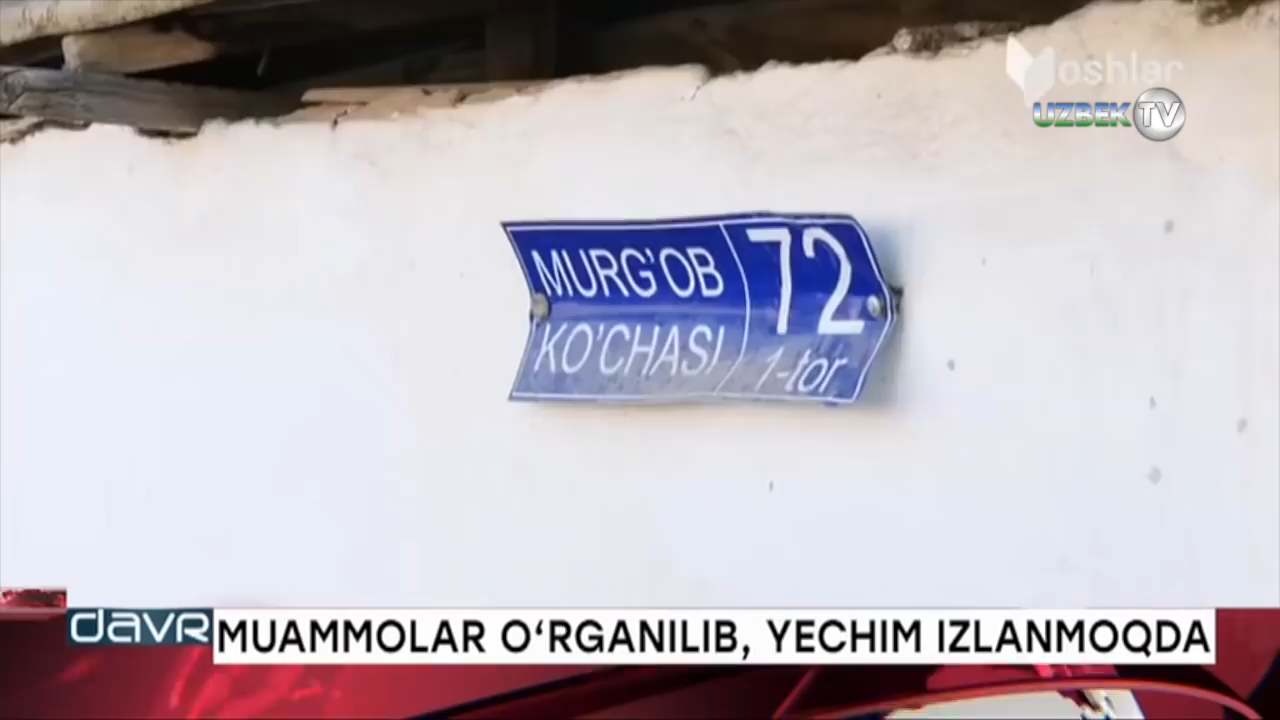 Yoshlar
UZBEK TV
MURG'OB
KO'CHASI
72
1-tor
davr
MUAMMOLAR O‘RGANILIB, YECHIM IZLANMOQDA